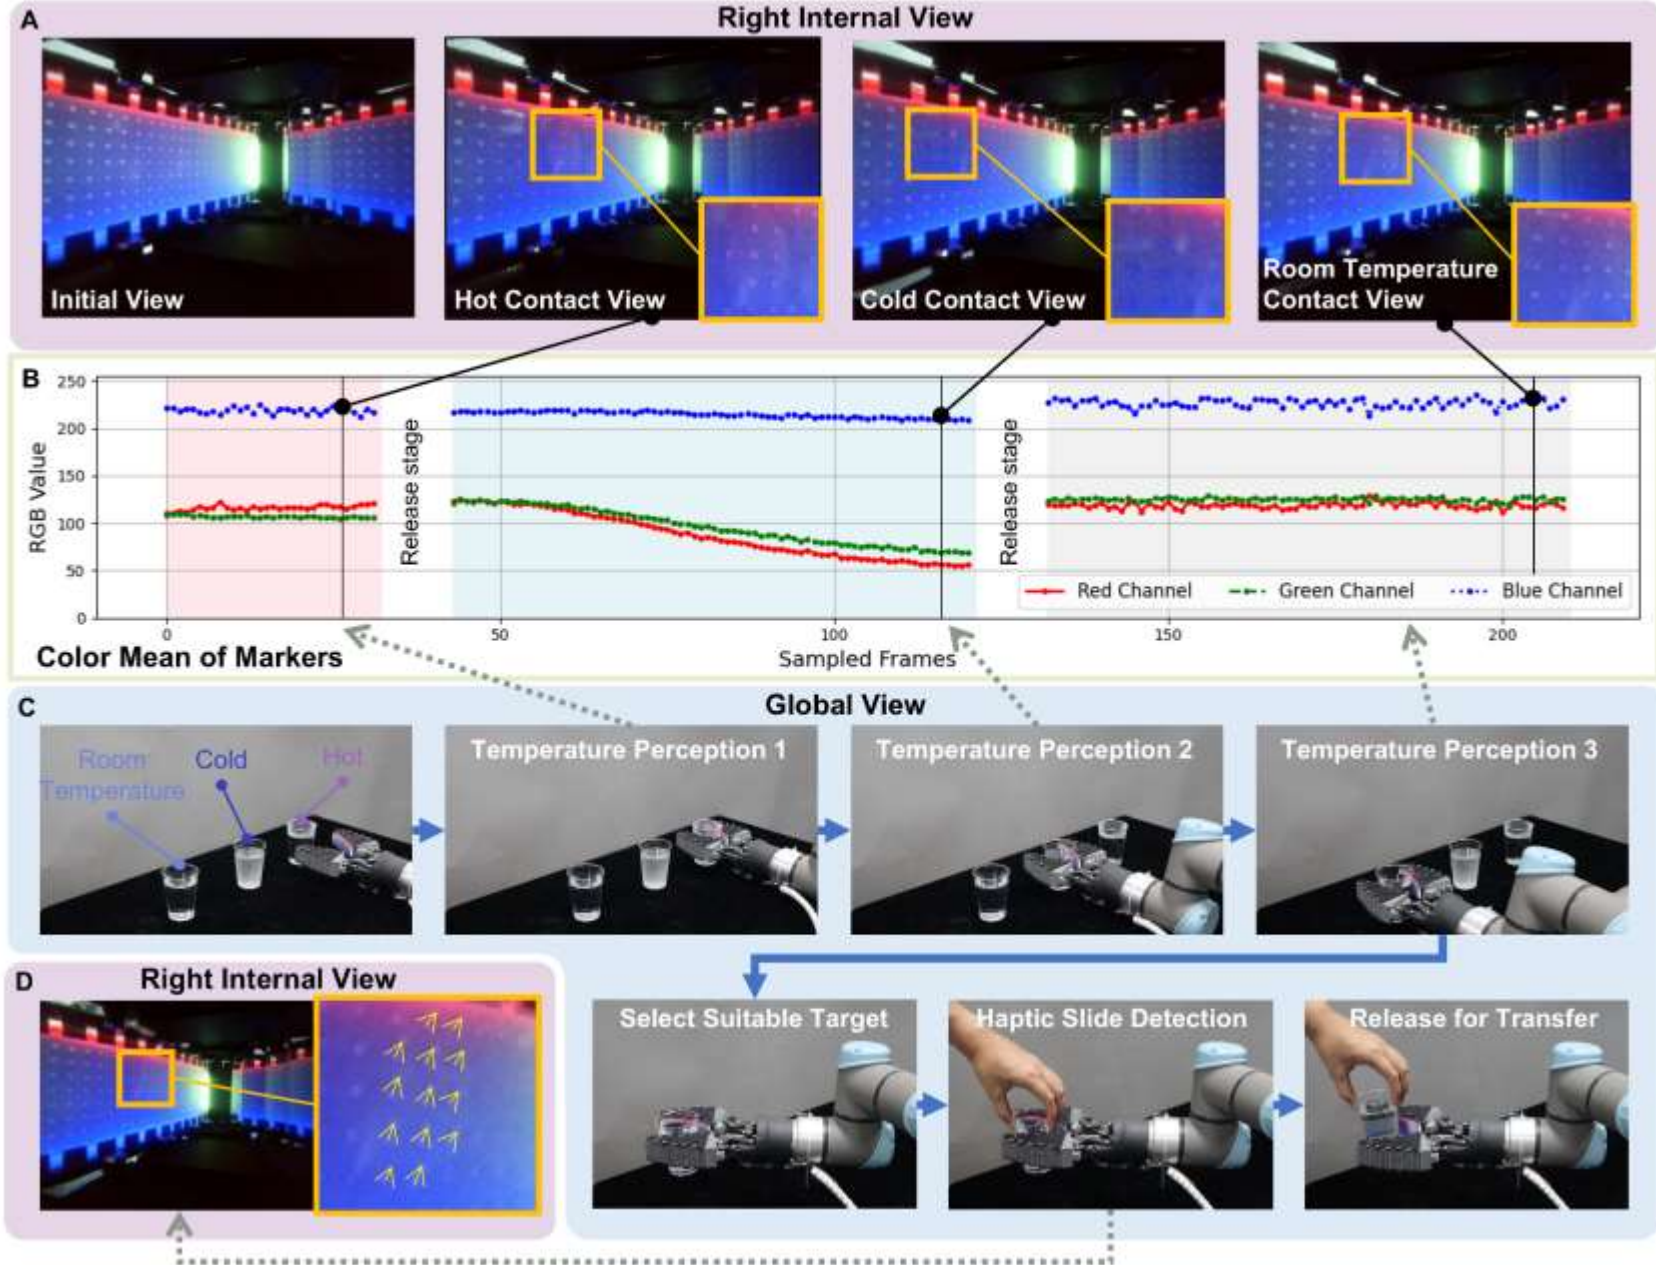 A
Right Internal View
Initial View
Hot Contact View
Cold Contact View
Room Temperature
Contact View
B
250
200
150
100
50
0
RGB Value
Release stage
Release stage
Red Channel
Green Channel
Blue Channel
0
50
100
150
200
Color Mean of Markers
Sampled Frames
C
Global View
Room
Temperature
Cold
Hot
Temperature Perception 1
Temperature Perception 2
Temperature Perception 3
D
Right Internal View
Select Suitable Target
Haptic Slide Detection
Release for Transfer